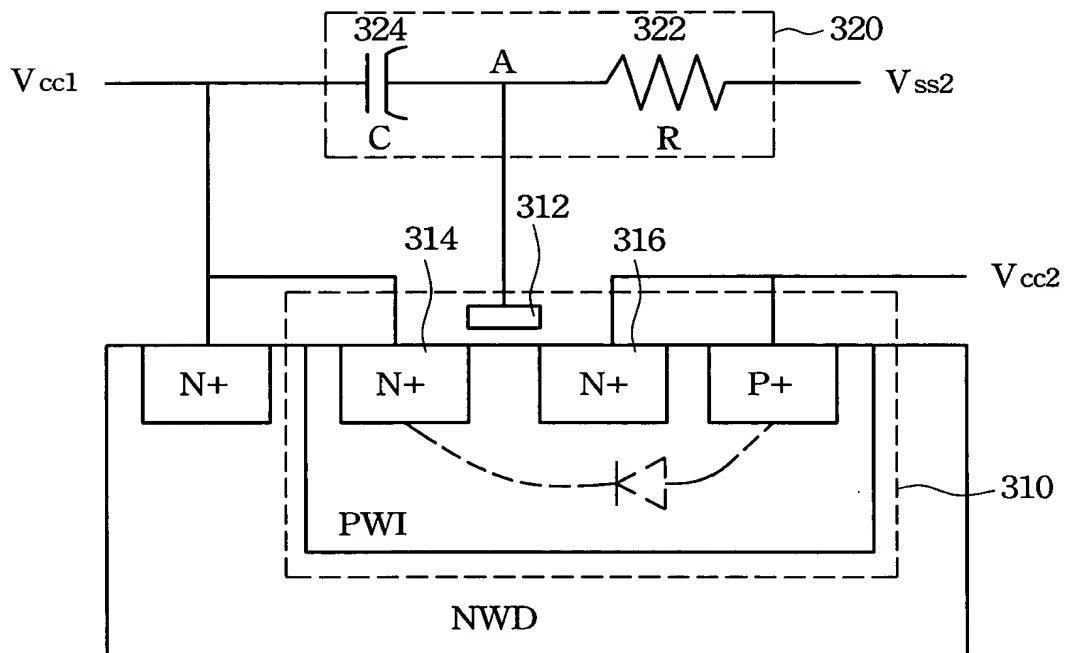 324
322
320
Vcc1
A
Vss2
C
R
312
314
316
Vcc2
N+
N+
N+
P+
310
PWI
NWD